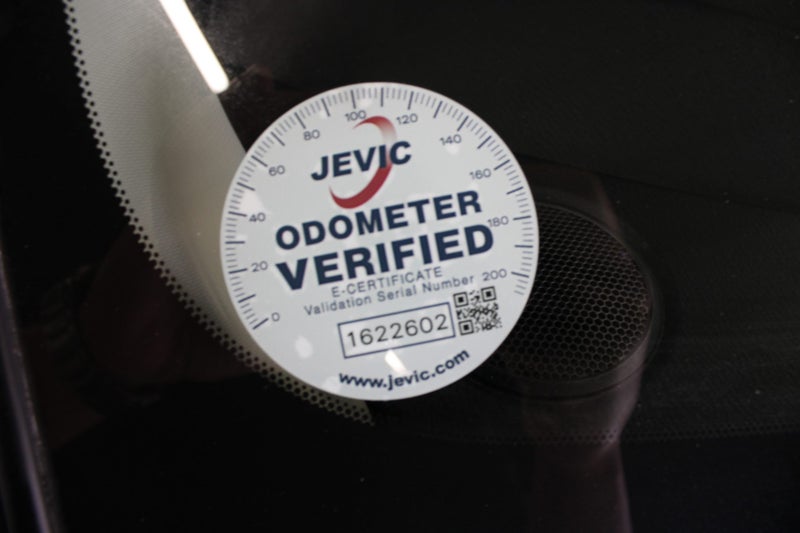 0 20 40 60 80 100 120 140 160 180 200
JEVIC
ODOMETER
VERIFIED
E-CERTIFICATE
Validation Serial Number
1622602
www.jevic.com